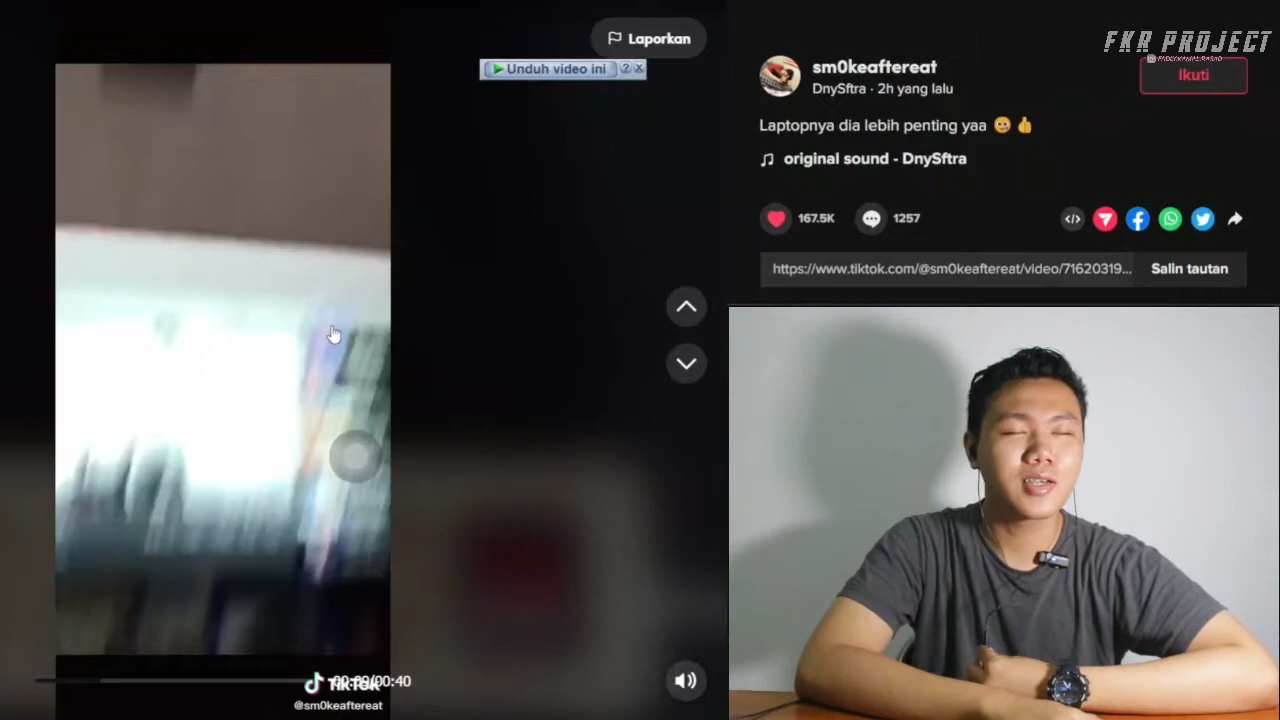 Laporkan
Unduh video ini
?
X
FKR PROJECT
sm0keaftereat
DnySftra · 2h yang lalu
Ikuti
Laptopnya dia lebih penting yaa 😀 👍
original sound - DnySftra
167.5K
1257
</>
https://www.tiktok.com/@sm0keaftereat/video/71620319...
Salin tautan
TikTok
/00:40
@sm0keaftereat